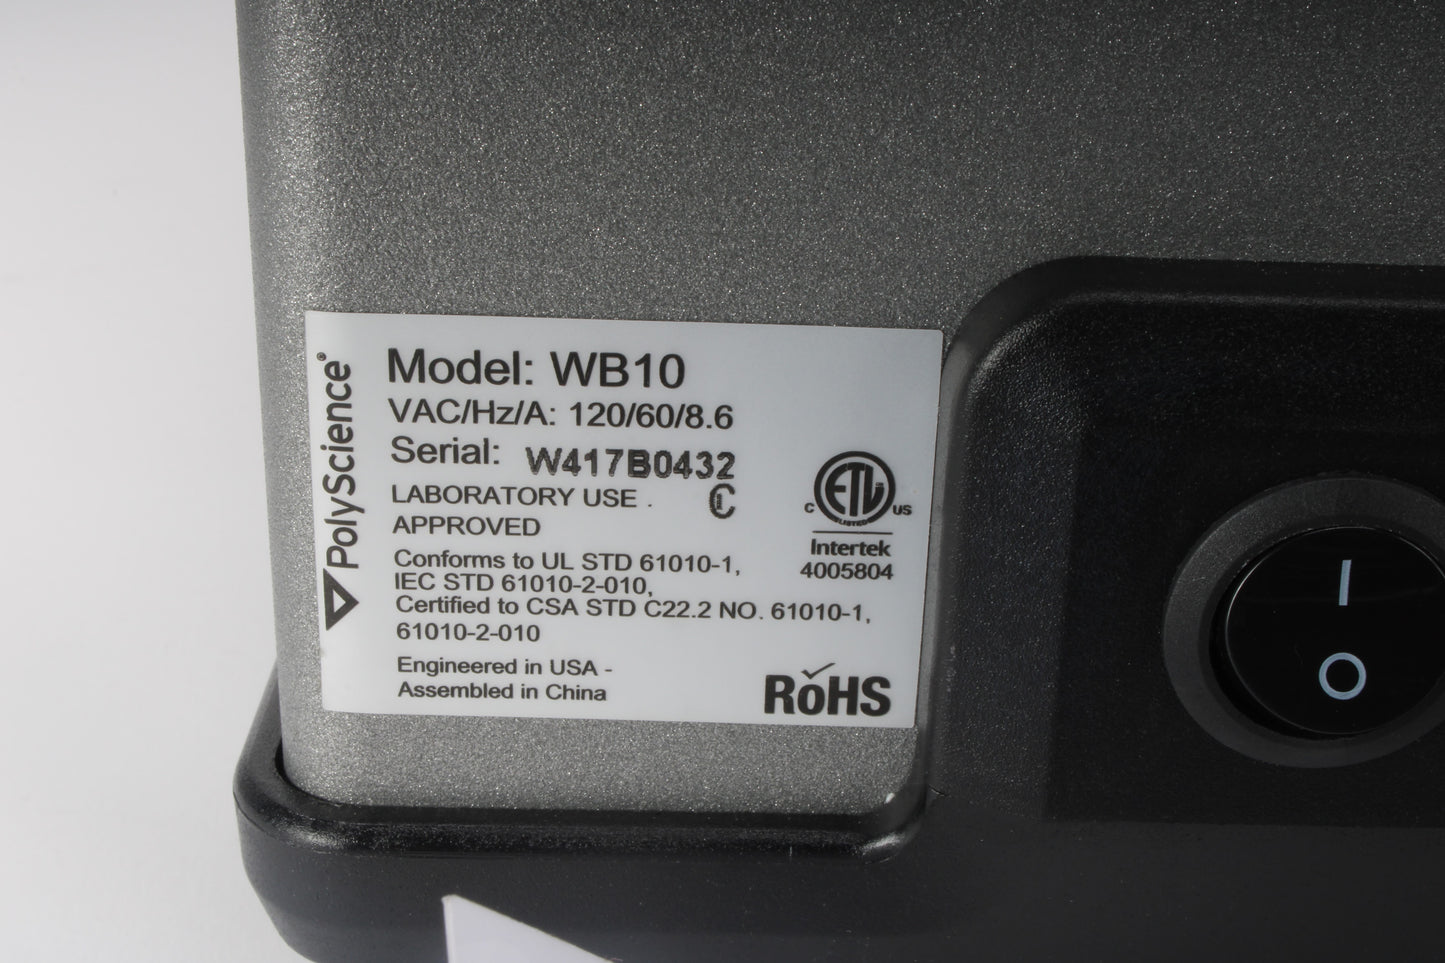 PolyScience®
Model: WB10
VAC/Hz/A: 120/60/8.6
Serial: W417B0432
LABORATORY USE .
APPROVED
Conforms to UL STD 61010-1,
IEC STD 61010-2-010,
Certified to CSA STD C22.2 NO. 61010-1,
61010-2-010
Engineered in USA -
Assembled in China
C ETL US
LISTED
Intertek
4005804
RoHS
I
O